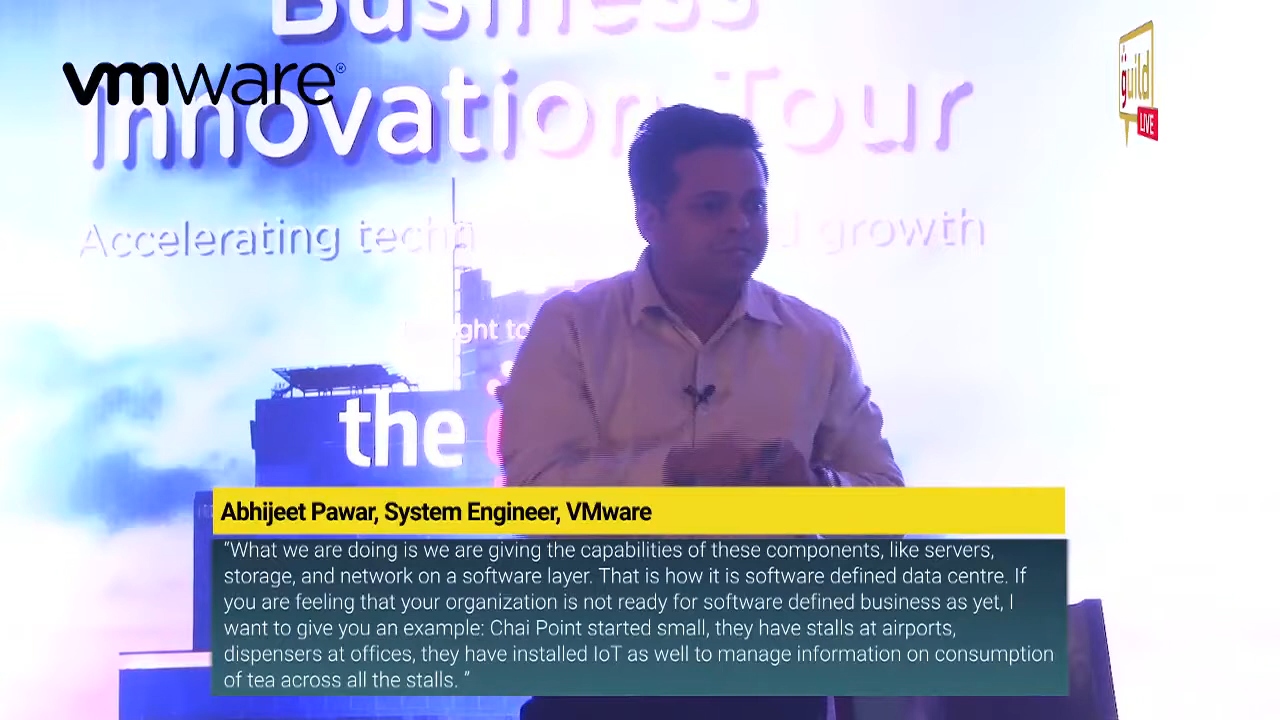 Business
vmware®
Innovation Tour
guild
LIVE
Accelerating
growth
the
Abhijeet Pawar, System Engineer, VMware
“What we are doing is we are giving the capabilities of these components, like servers,
storage, and network on a software layer. That is how it is software defined data centre. If
you are feeling that your organization is not ready for software defined business as yet, I
want to give you an example: Chai Point started small, they have stalls at airports,
dispensers at offices, they have installed IoT as well to manage information on consumption
of tea across all the stalls. ”